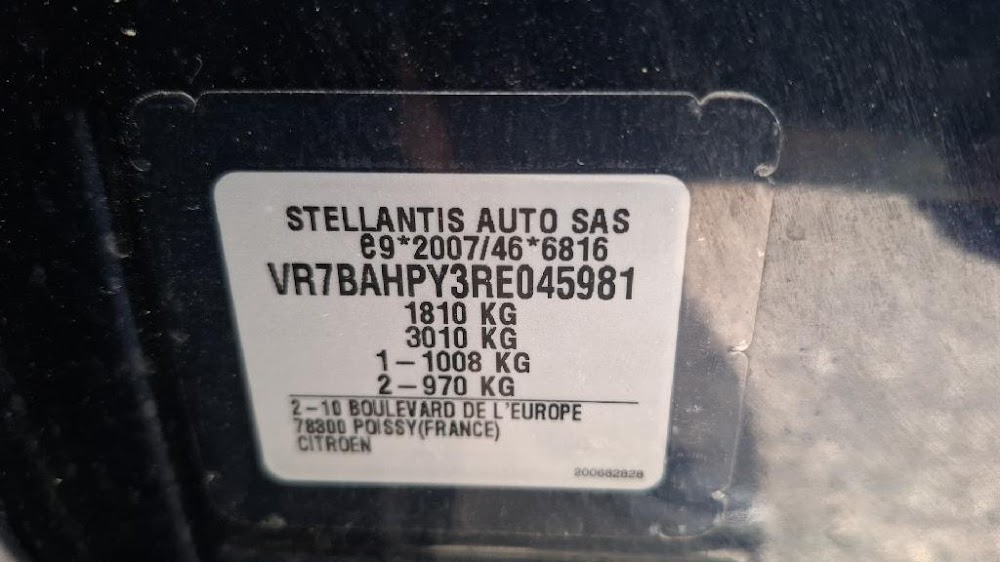 STELLANTIS AUTO SAS
e9*2007/46*6816
VR7BAHPY3RE045981
1810 KG
3010 KG
1-1008 KG
2-970 KG
2-10 BOULEVARD DE L'EUROPE
78300 POISSY(FRANCE)
CITROEN
200682828